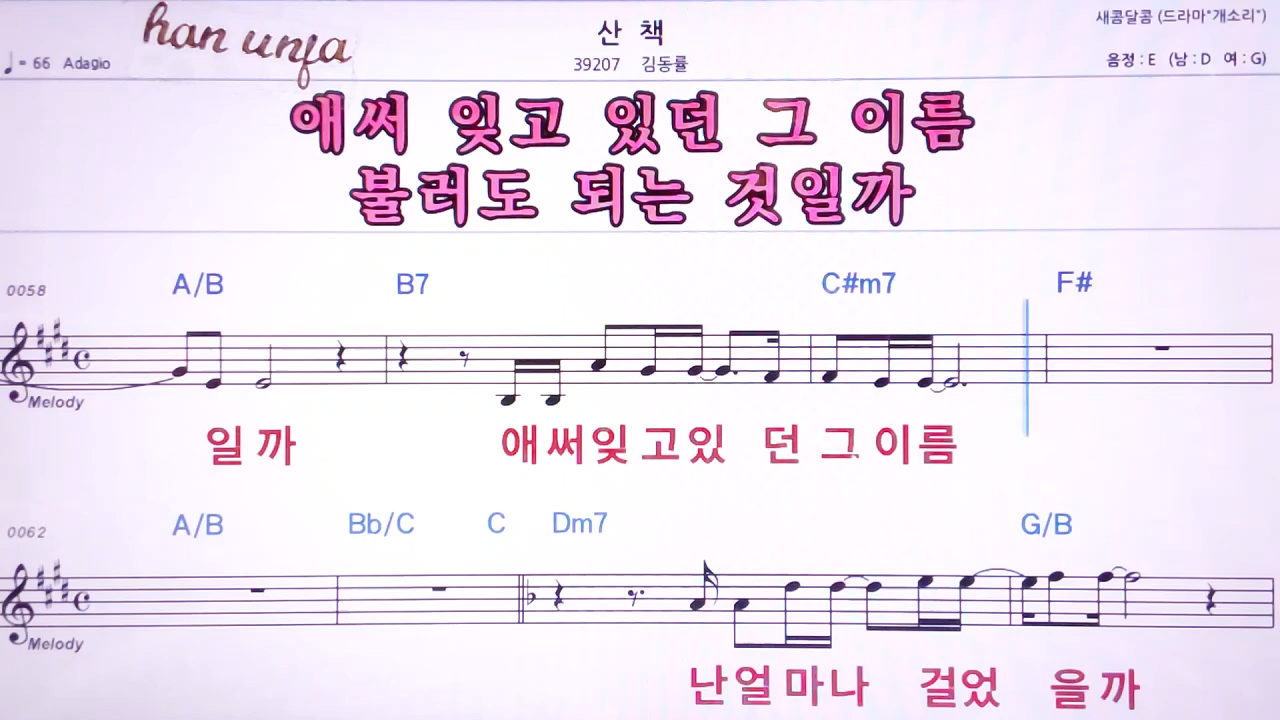 han unja
산 책
새콤달콤 (드라마"개소리")
♩= 66 Adagio
39207 김동률
음정 : E (남 : D 여 : G)
애써 잊고 있던 그 이름
불러도 되는 것일까
0058 A/B B7 C#m7 F#
Melody
일 까 애써잊 고있 던 그 이름
0062 A/B Bb/C C Dm7 G/B
Melody
난얼마나 걸었 을까